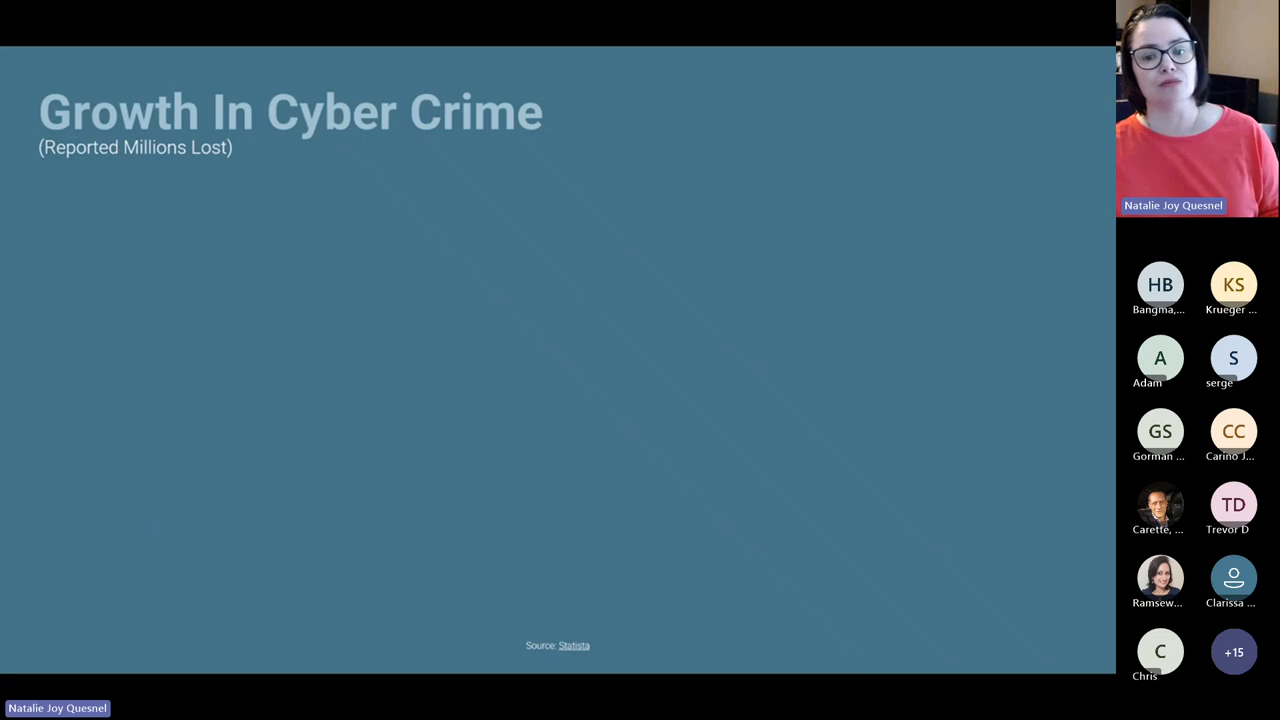 Growth In Cyber Crime
(Reported Millions Lost)
Source: Statista
Natalie Joy Quesnel
Natalie Joy Quesnel
HB
KS
Bangma,...
Krueger ...
A
S
Adam
serge
GS
CC
Gorman ...
Carino J...
TD
Carette, ...
Trevor D
Ramsew...
Clarissa ...
C
+15
Chris